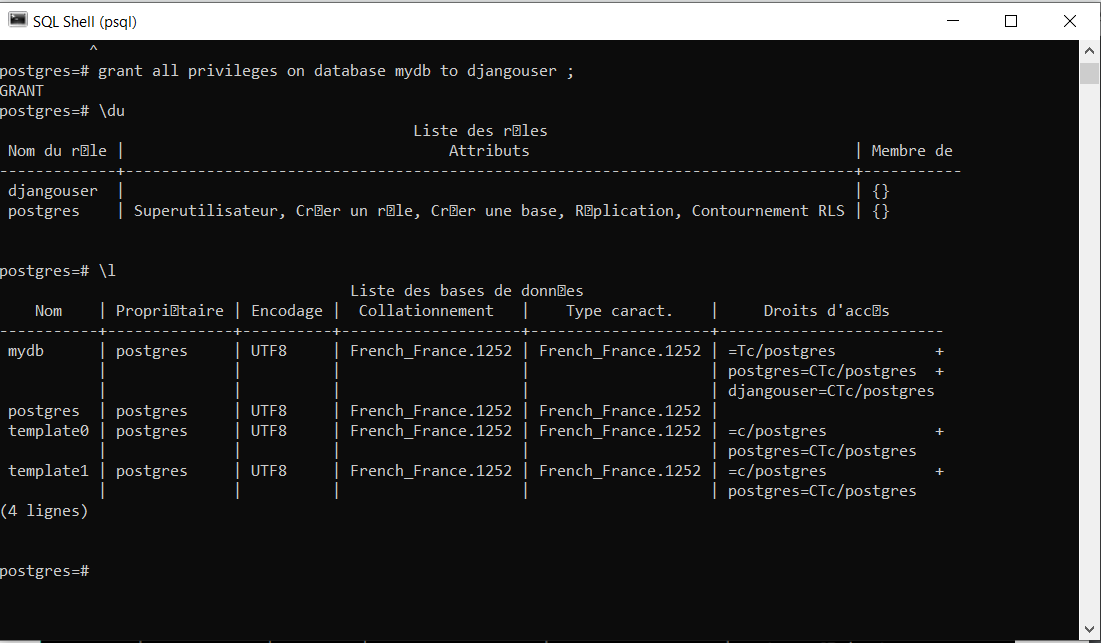 SQL Shell (psql)
^
postgres=# grant all privileges on database mydb to djangouser ;
GRANT
postgres=# \du
Liste des r�les
Nom du r�le | Attributs | Membre de
-------------+------------------------------------------------------------------------------------+-----------
djangouser | | {}
postgres | Superutilisateur, Cr�er un r�le, Cr�er une base, R�plication, Contournement RLS | {}
postgres=# \l
Liste des bases de donn�es
Nom | Propri�taire | Encodage | Collationnement | Type caract. | Droits d'acc�s
-----------+--------------+----------+--------------------+--------------------+-------------------------
mydb | postgres | UTF8 | French_France.1252 | French_France.1252 | =Tc/postgres +
| | | | | postgres=CTc/postgres +
| | | | | djangouser=CTc/postgres
postgres | postgres | UTF8 | French_France.1252 | French_France.1252 |
template0 | postgres | UTF8 | French_France.1252 | French_France.1252 | =c/postgres +
| | | | | postgres=CTc/postgres
template1 | postgres | UTF8 | French_France.1252 | French_France.1252 | =c/postgres +
| | | | | postgres=CTc/postgres
(4 lignes)
postgres=#